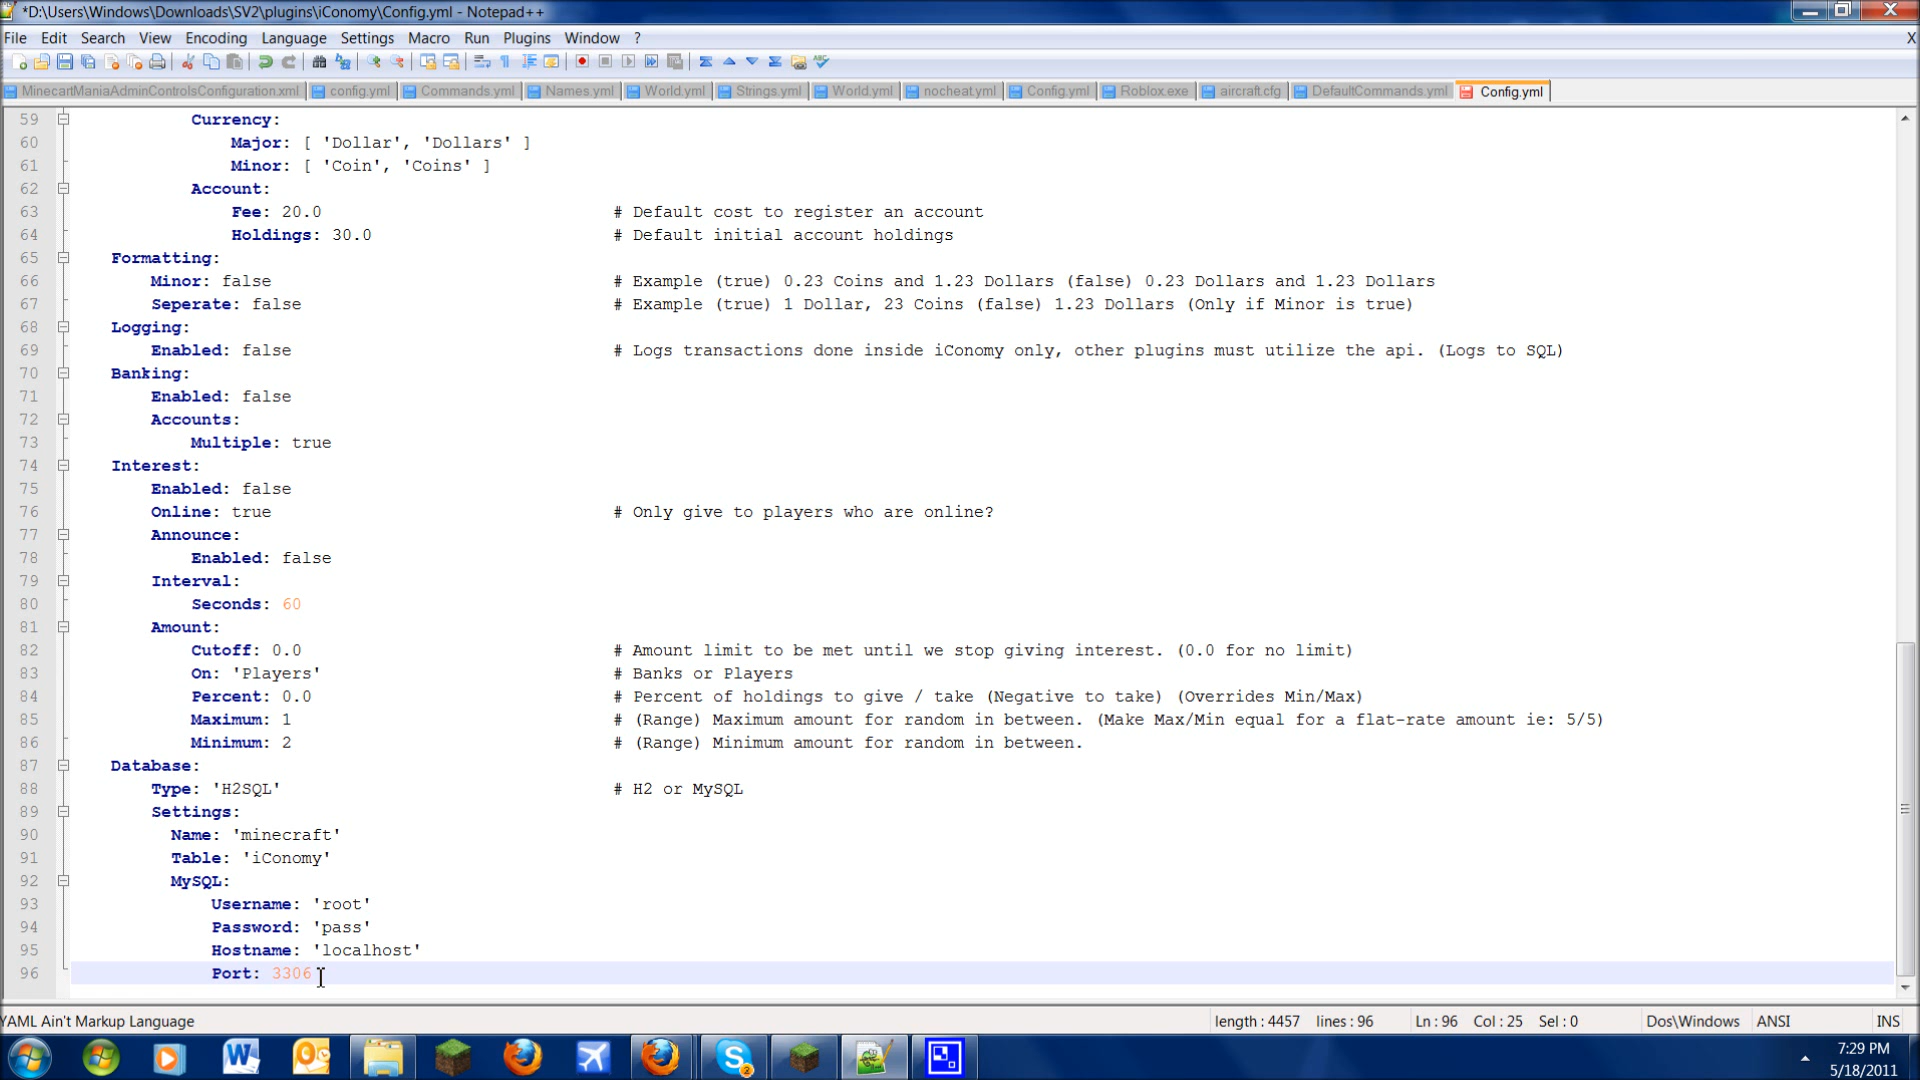 *D:\Users\Windows\Downloads\SV2\plugins\iConomy\Config.yml - Notepad++
File Edit Search View Encoding Language Settings Macro Run Plugins Window ? X
MinecartManiaAdminControlsConfiguration.xml config.yml Commands.yml Names.yml World.yml Strings.yml World.yml nocheat.yml Config.yml Roblox.exe aircraft.cfg DefaultCommands.yml Config.yml
59 Currency:
60 Major: [ 'Dollar', 'Dollars' ]
61 Minor: [ 'Coin', 'Coins' ]
62 Account:
63 Fee: 20.0 # Default cost to register an account
64 Holdings: 30.0 # Default initial account holdings
65 Formatting:
66 Minor: false # Example (true) 0.23 Coins and 1.23 Dollars (false) 0.23 Dollars and 1.23 Dollars
67 Seperate: false # Example (true) 1 Dollar, 23 Coins (false) 1.23 Dollars (Only if Minor is true)
68 Logging:
69 Enabled: false # Logs transactions done inside iConomy only, other plugins must utilize the api. (Logs to SQL)
70 Banking:
71 Enabled: false
72 Accounts:
73 Multiple: true
74 Interest:
75 Enabled: false
76 Online: true # Only give to players who are online?
77 Announce:
78 Enabled: false
79 Interval:
80 Seconds: 60
81 Amount:
82 Cutoff: 0.0 # Amount limit to be met until we stop giving interest. (0.0 for no limit)
83 On: 'Players' # Banks or Players
84 Percent: 0.0 # Percent of holdings to give / take (Negative to take) (Overrides Min/Max)
85 Maximum: 1 # (Range) Maximum amount for random in between. (Make Max/Min equal for a flat-rate amount ie: 5/5)
86 Minimum: 2 # (Range) Minimum amount for random in between.
87 Database:
88 Type: 'H2SQL' # H2 or MySQL
89 Settings:
90 Name: 'minecraft'
91 Table: 'iConomy'
92 MySQL:
93 Username: 'root'
94 Password: 'pass'
95 Hostname: 'localhost'
96 Port: 3306
YAML Ain't Markup Language length : 4457 lines : 96 Ln : 96 Col : 25 Sel : 0 Dos\Windows ANSI INS
7:29 PM
5/18/2011